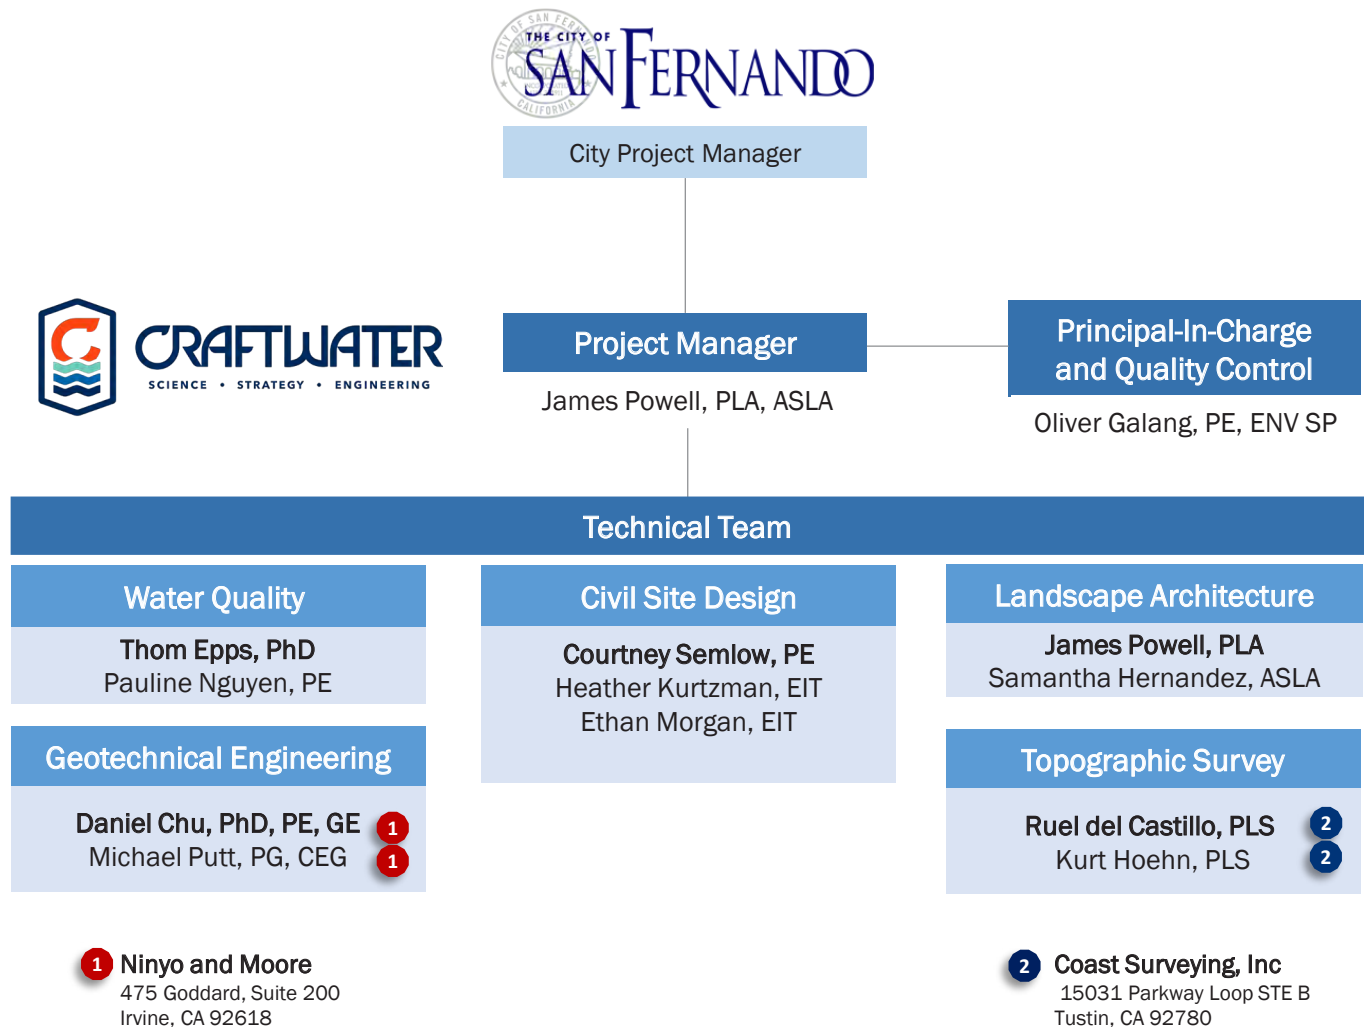 THE CITY OF
SAN FERNANDO
CITY OF SAN FERNANDO
CALIFORNIA
City Project Manager
CRAFTWATER
SCIENCE • STRATEGY • ENGINEERING
Project Manager
James Powell, PLA, ASLA
Principal-In-Charge
and Quality Control
Oliver Galang, PE, ENV SP
Technical Team
Water Quality
Thom Epps, PhD
Pauline Nguyen, PE
Civil Site Design
Courtney Semlow, PE
Heather Kurtzman, EIT
Ethan Morgan, EIT
Landscape Architecture
James Powell, PLA
Samantha Hernandez, ASLA
Geotechnical Engineering
Daniel Chu, PhD, PE, GE 1
Michael Putt, PG, CEG 1
Topographic Survey
Ruel del Castillo, PLS 2
Kurt Hoehn, PLS 2
1 Ninyo and Moore
475 Goddard, Suite 200
Irvine, CA 92618
2 Coast Surveying, Inc
15031 Parkway Loop STE B
Tustin, CA 92780